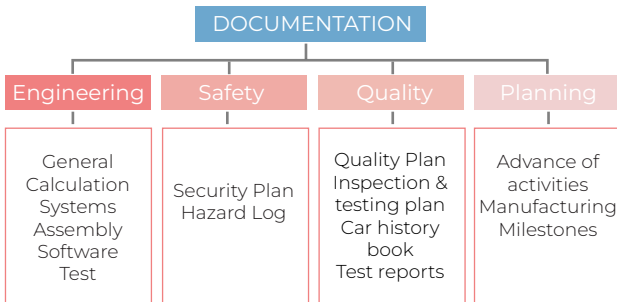 DOCUMENTATION
Engineering
Safety
Quality
Planning
General
Calculation
Systems
Assembly
Software
Test
Security Plan
Hazard Log
Quality Plan
Inspection &
testing plan
Car history
book
Test reports
Advance of
activities
Manufacturing
Milestones